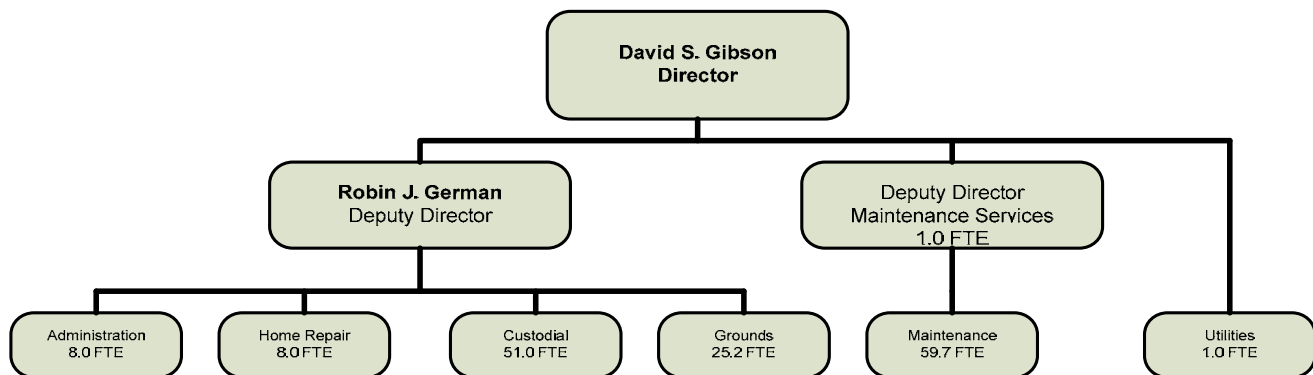 David S. Gibson
Director
Robin J. German
Deputy Director
Deputy Director
Maintenance Services
1.0 FTE
Administration
8.0 FTE
Home Repair
8.0 FTE
Custodial
51.0 FTE
Grounds
25.2 FTE
Maintenance
59.7 FTE
Utilities
1.0 FTE